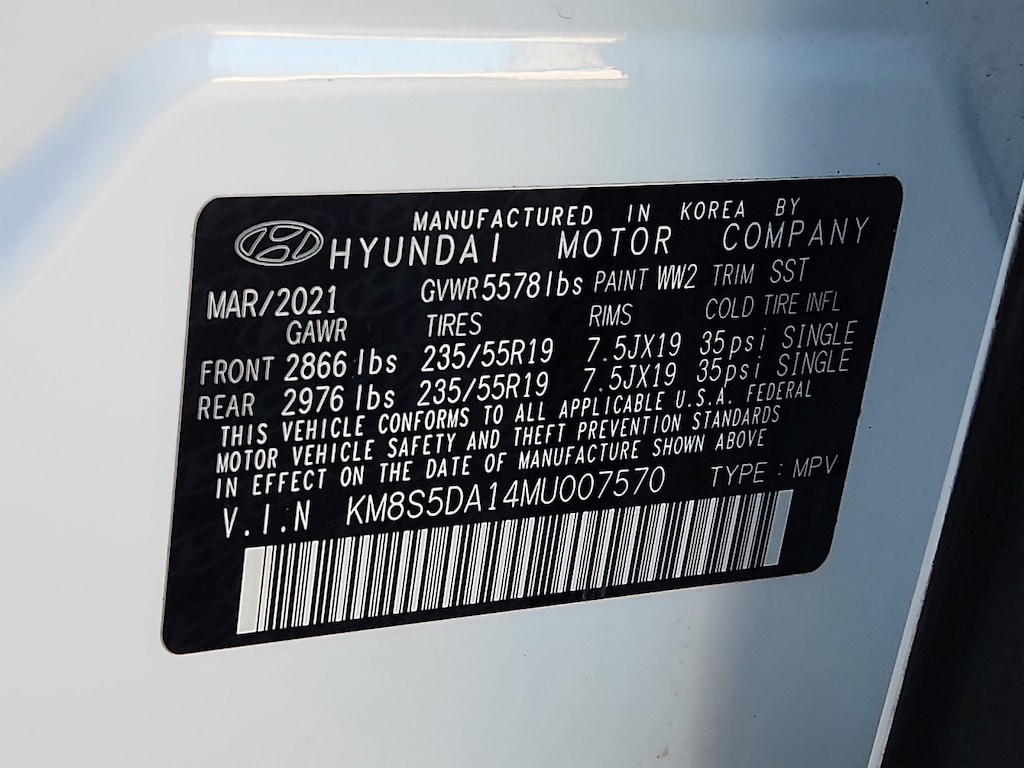 MANUFACTURED IN KOREA BY
HYUNDAI MOTOR COMPANY
MAR/2021 GVWR 5578lbs PAINT WW2 TRIM SST
GAWR TIRES RIMS COLD TIRE INFL
FRONT 2866 lbs 235/55R19 7.5JX19 35psi SINGLE
REAR 2976 lbs 235/55R19 7.5JX19 35psi SINGLE
THIS VEHICLE CONFORMS TO ALL APPLICABLE U.S.A. FEDERAL
MOTOR VEHICLE SAFETY AND THEFT PREVENTION STANDARDS
IN EFFECT ON THE DATE OF MANUFACTURE SHOWN ABOVE
V.I.N KM8S5DA14MU007570 TYPE : MPV